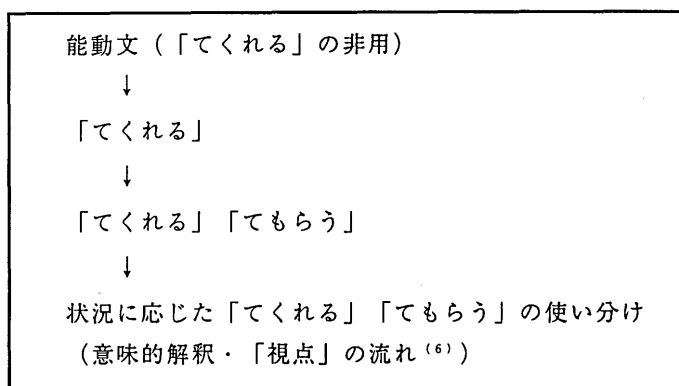 能動文(「てくれる」の非用)
↓
「てくれる」
↓
「てくれる」「てもらう」
↓
状況に応じた「てくれる」「てもらう」の使い分け
(意味的解釈・「視点」の流れ(6))